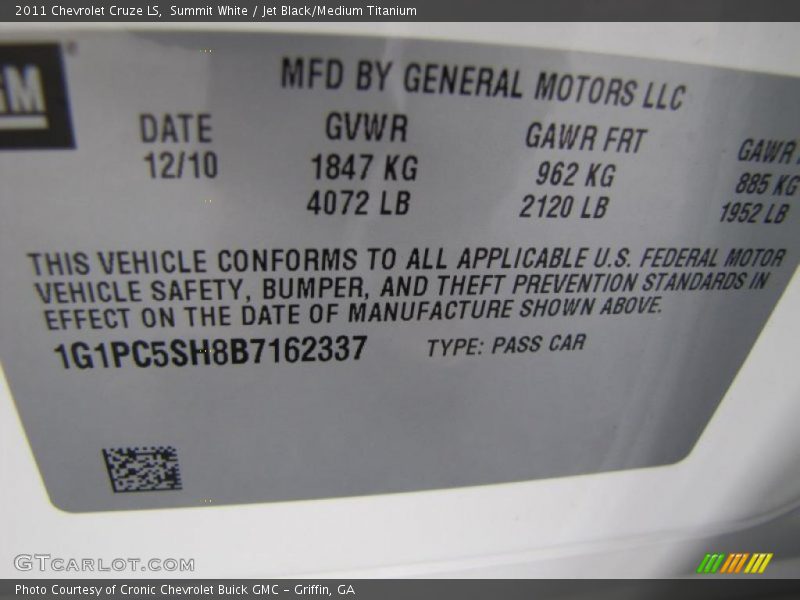 2011 Chevrolet Cruze LS, Summit White / Jet Black/Medium Titanium
GM
MFD BY GENERAL MOTORS LLC
DATE GVWR GAWR FRT GAWR
12/10 1847 KG 962 KG 885 KG
4072 LB 2120 LB 1952 LB
THIS VEHICLE CONFORMS TO ALL APPLICABLE U.S. FEDERAL MOTOR
VEHICLE SAFETY, BUMPER, AND THEFT PREVENTION STANDARDS IN
EFFECT ON THE DATE OF MANUFACTURE SHOWN ABOVE.
1G1PC5SH8B7162337 TYPE: PASS CAR
GTCARLOT.COM
Photo Courtesy of Cronic Chevrolet Buick GMC - Griffin, GA